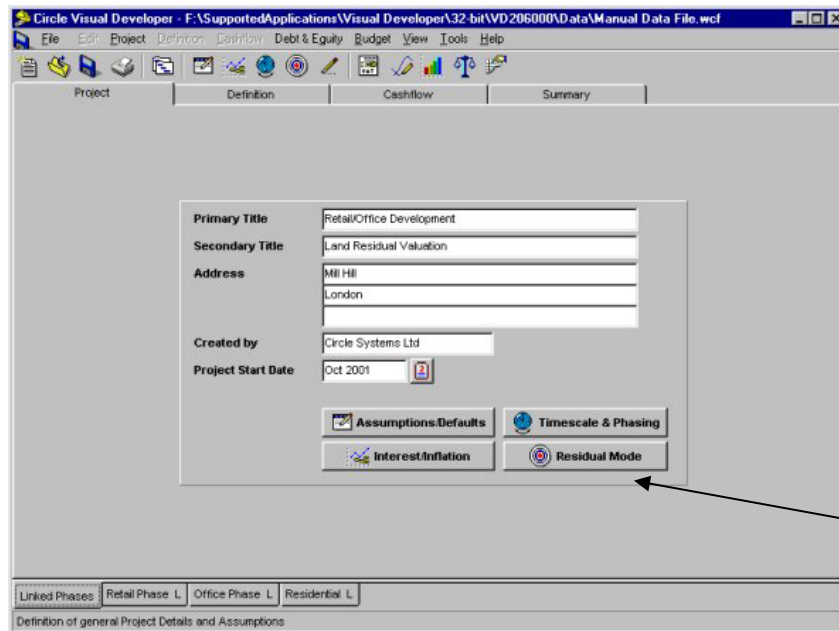 Circle Visual Developer - F:\SupportedApplications\Visual Developer\32-bit\VD206000\Data\Manual Data File.wcf
File Edit Project Definition Cashflow Debt & Equity Budget View Tools Help
Project Definition Cashflow Summary
Primary Title Retail/Office Development
Secondary Title Land Residual Valuation
Address Mill Hill
London
Created by Circle Systems Ltd
Project Start Date Oct 2001
Assumptions/Defaults Timescale & Phasing
Interest/Inflation Residual Mode
Linked Phases Retail Phase L Office Phase L Residential L
Definition of general Project Details and Assumptions